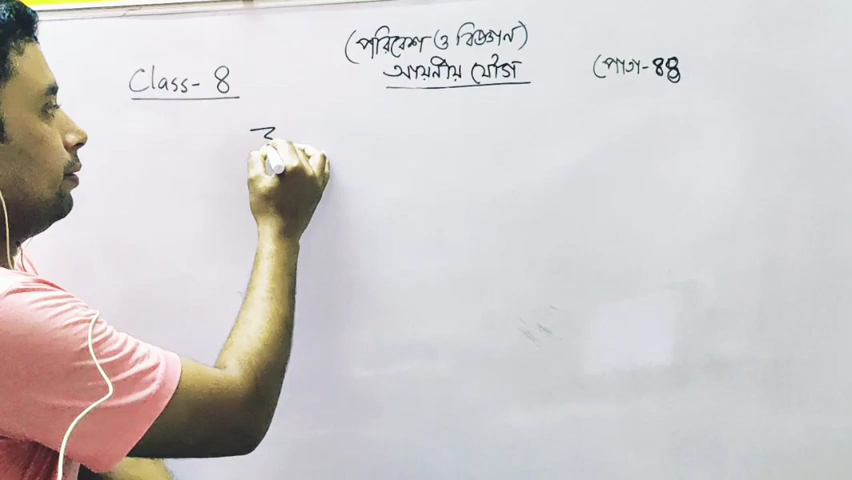 (পরিবেশ ও বিজ্ঞান)
Class- 8
আয়নীয় যৌগ
পাতা-৪৪